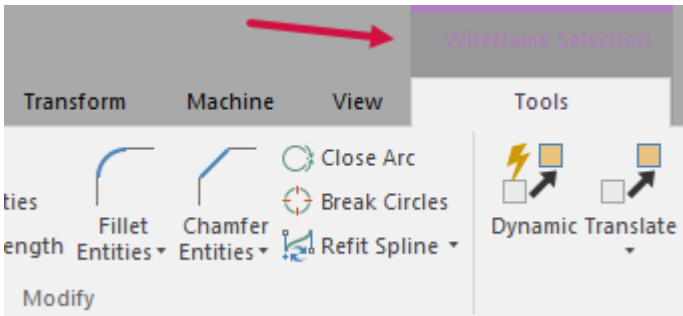 Wireframe Selection
Transform Machine View Tools
ties
ength
Fillet
Entities
Chamfer
Entities
Close Arc
Break Circles
Refit Spline
Dynamic
Translate
Modify